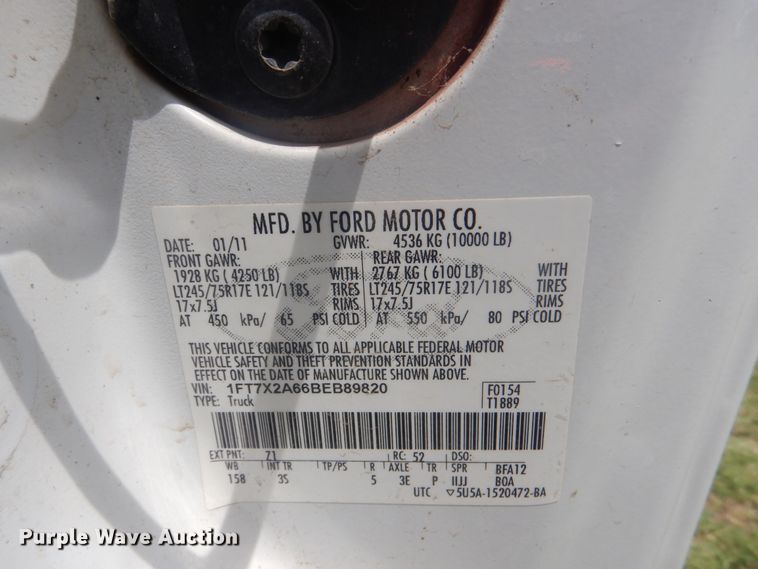 MFD. BY FORD MOTOR CO.
DATE: 01/11 GVWR: 4536 KG (10000 LB)
FRONT GAWR: REAR GAWR:
1928 KG ( 4250 LB) WITH 2767 KG ( 6100 LB) WITH
LT245/75R17E 121/118S TIRES LT245/75R17E 121/118S TIRES
17x7.5J RIMS 17x7.5J RIMS
AT 450 kPa/ 65 PSI COLD AT 550 kPa/ 80 PSI COLD
THIS VEHICLE CONFORMS TO ALL APPLICABLE FEDERAL MOTOR
VEHICLE SAFETY AND THEFT PREVENTION STANDARDS IN
EFFECT ON THE DATE OF MANUFACTURE SHOWN ABOVE.
VIN: 1FT7X2A66BEB89820 F0154
TYPE: Truck T1889
EXT PNT: Z1 RC: 52 DSO:
WB INT TR TP/PS R AXLE TR SPR BFA12
158 3S 5 3E P IIJJ BOA
UTC ▽5U5A-1520472-BA
Purple Wave Auction